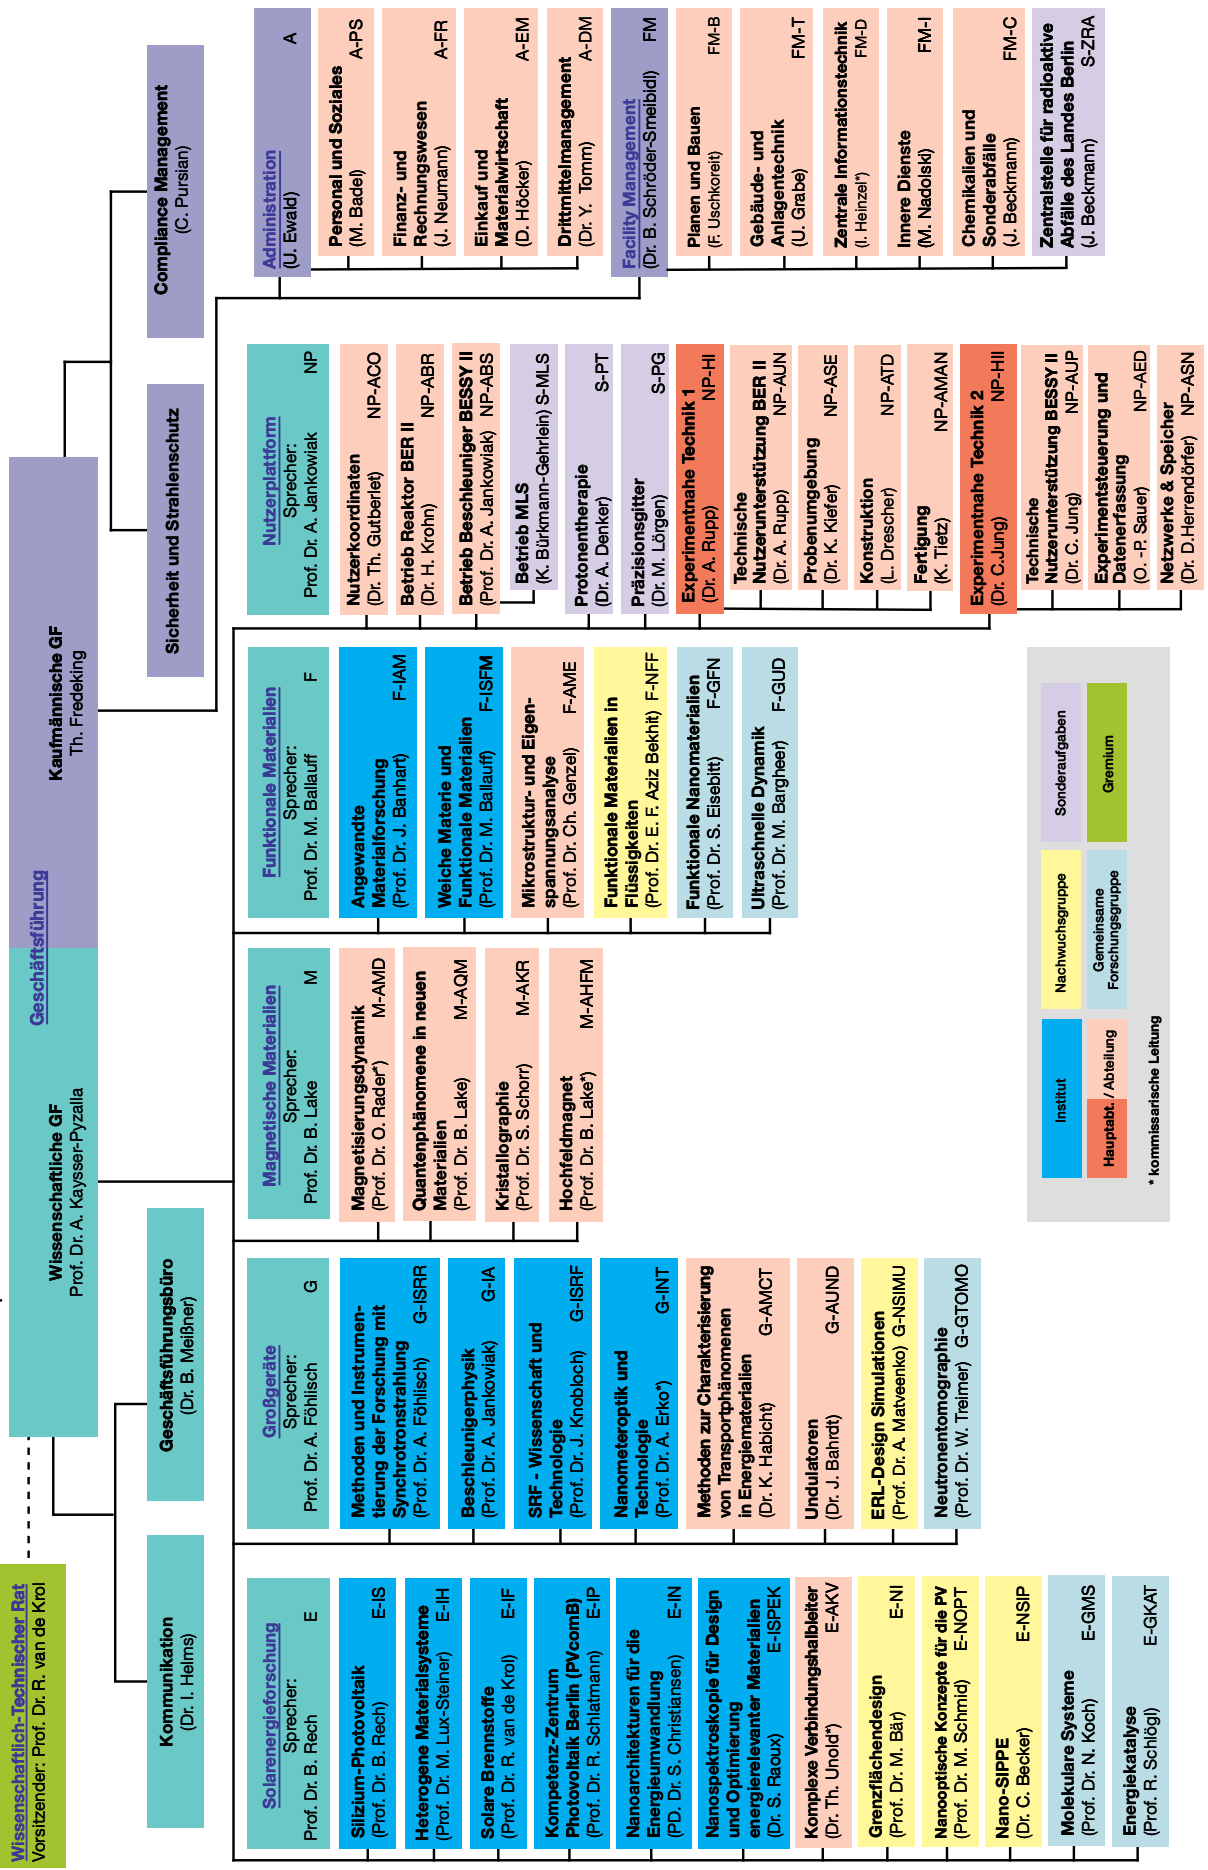 Wissenschaftlich-Technischer Rat
Vorsitzender: Prof. Dr. R. van de Krol
Geschäftsführung
Wissenschaftliche GF
Prof. Dr. A. Kaysser-Pyzalla
Kaufmännische GF
Th. Fredeking
Kommunikation
(Dr. I. Helms)
Geschäftsführungsbüro
(Dr. B. Meißner)
Sicherheit und Strahlenschutz
Compliance Management
(C. Pursian)
Solarenergieforschung
Sprecher:
Prof. Dr. B. Rech E
Silizium-Photovoltaik
(Prof. Dr. B. Rech) E-IS
Heterogene Materialsysteme
(Prof. Dr. M. Lux-Steiner) E-IH
Solare Brennstoffe
(Prof. Dr. R. van de Krol) E-IF
Kompetenz-Zentrum
Photovoltaik Berlin (PVcomB)
(Prof. Dr. R. Schlatmann) E-IP
Nanoarchitekturen für die
Energieumwandlung
(PD. Dr. S. Christiansen) E-IN
Nanospektroskopie für Design
und Optimierung
energierelevanter Materialien
(Dr. S. Raoux) E-ISPEK
Komplexe Verbindungshalbleiter
(Dr. Th. Unold*) E-AKV
Grenzflächendesign
(Prof. Dr. M. Bär) E-NI
Nanooptische Konzepte für die PV
(Prof. Dr. M. Schmid) E-NOPT
Nano-SIPPE
(Dr. C. Becker) E-NSIP
Molekulare Systeme
(Prof. Dr. N. Koch) E-GMS
Energiekatalyse
(Prof. R. Schlögl) E-GKAT
Großgeräte
Sprecher:
Prof. Dr. A. Föhlisch G
Methoden und Instrumen-
tierung der Forschung mit
Synchrotronstrahlung
(Prof. Dr. A. Föhlisch) G-ISRR
Beschleunigerphysik
(Prof. Dr. A. Jankowiak) G-IA
SRF - Wissenschaft und
Technologie
(Prof. Dr. J. Knobloch) G-ISRF
Nanometeroptik und
Technologie
(Prof. Dr. A. Erko*) G-INT
Methoden zur Charakterisierung
von Transportphänomenen
in Energiematerialien
(Dr. K. Habicht) G-AMCT
Undulatoren
(Dr. J. Bahrdt) G-AUND
ERL-Design Simulationen
(Prof. Dr. A. Matveenko) G-NSIMU
Neutronentomographie
(Prof. Dr. W. Treimer) G-GTOMO
Magnetische Materialien
Sprecher:
Prof. Dr. B. Lake M
Magnetisierungsdynamik
(Prof. Dr. O. Rader*) M-AMD
Quantenphänomene in neuen
Materialien
(Prof. Dr. B. Lake) M-AQM
Kristallographie
(Prof. Dr. S. Schorr) M-AKR
Hochfeldmagnet
(Prof. Dr. B. Lake*) M-AHFM
Funktionale Materialien
Sprecher:
Prof. Dr. M. Ballauff F
Angewandte
Materialforschung
(Prof. Dr. J. Banhart) F-IAM
Weiche Materie und
Funktionale Materialien
(Prof. Dr. M. Ballauff) F-ISFM
Mikrostruktur- und Eigen-
spannungsanalyse
(Prof. Dr. Ch. Genzel) F-AME
Funktionale Materialien in
Flüssigkeiten
(Prof. Dr. E. F. Aziz Bekhit) F-NFF
Funktionale Nanomaterialien
(Prof. Dr. S. Eisebitt) F-GFN
Ultraschnelle Dynamik
(Prof. Dr. M. Bargheer) F-GUD
Nutzerplattform
Sprecher:
Prof. Dr. A. Jankowiak NP
Nutzerkoordinaten
(Dr. Th. Gutberlet) NP-ACO
Betrieb Reaktor BER II
(Dr. H. Krohn) NP-ABR
Betrieb Beschleuniger BESSY II
(Prof. Dr. A. Jankowiak) NP-ABS
Betrieb MLS
(K. Bürkmann-Gehrlein) S-MLS
Protonentherapie
(Dr. A. Denker) S-PT
Präzisionsgitter
(Dr. M. Lörgen) S-PG
Experimentnahe Technik 1
(Dr. A. Rupp) NP-HI
Technische
Nutzerunterstützung BER II
(Dr. A. Rupp) NP-AUN
Probenumgebung
(Dr. K. Kiefer) NP-ASE
Konstruktion
(L. Drescher) NP-ATD
Fertigung
(K. Tietz) NP-AMAN
Experimentnahe Technik 2
(Dr. C.Jung) NP-HII
Technische
Nutzerunterstützung BESSY II
(Dr. C. Jung) NP-AUP
Experimentsteuerung und
Datenerfassung
(O. -P. Sauer) NP-AED
Netzwerke & Speicher
(Dr. D.Herrendörfer) NP-ASN
Administration
(U. Ewald) A
Personal und Soziales
(M. Badel) A-PS
Finanz- und
Rechnungswesen
(J. Neumann) A-FR
Einkauf und
Materialwirtschaft
(D. Höcker) A-EM
Drittmittelmanagement
(Dr. Y. Tomm) A-DM
Facility Management
(Dr. B. Schröder-Smeibidl) FM
Planen und Bauen
(F. Uschkoreit) FM-B
Gebäude- und
Anlagentechnik
(U. Grabe) FM-T
Zentrale Informationstechnik
(I. Heinzel*) FM-D
Innere Dienste
(M. Nadolski) FM-I
Chemikalien und
Sonderabfälle
(J. Beckmann) FM-C
Zentralstelle für radioaktive
Abfälle des Landes Berlin
(J. Beckmann) S-ZRA
Institut
Nachwuchsgruppe
Sonderaufgaben
Hauptabt. / Abteilung
Gemeinsame
Forschungsgruppe
Gremium
* kommissarische Leitung